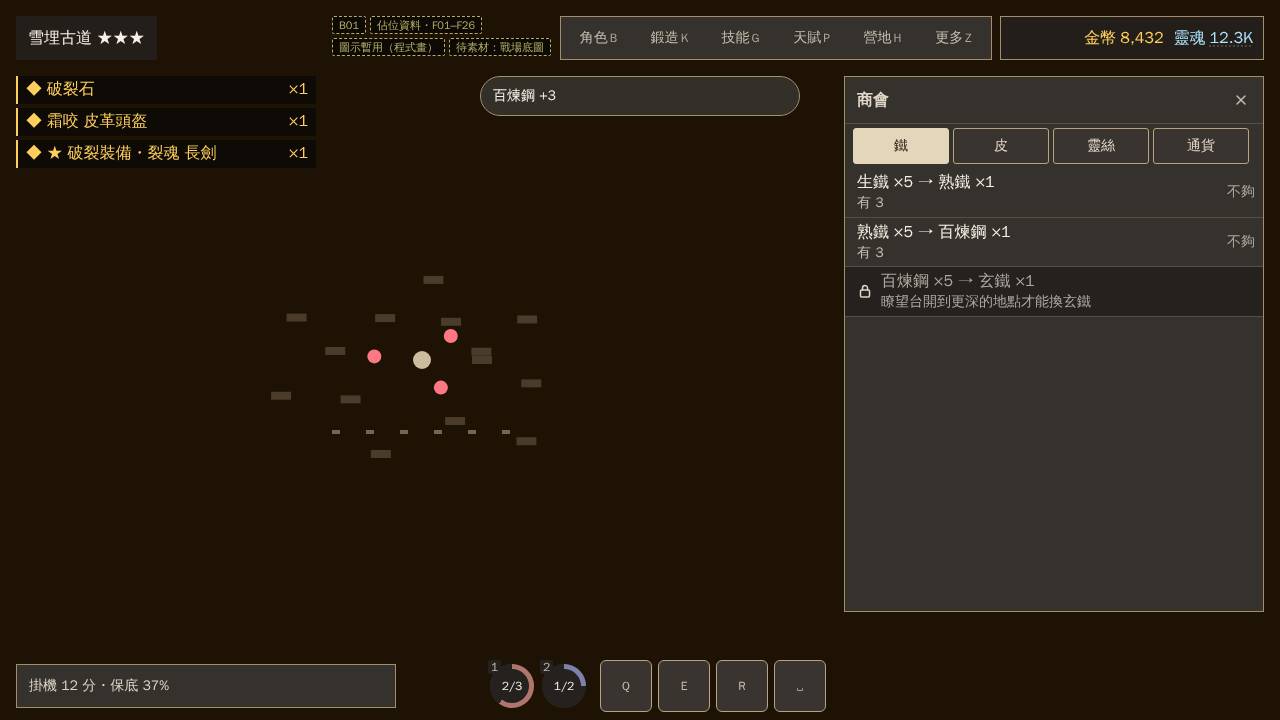 雪埋古道 ★★★
B01 佔位資料・F01–F26
圖示暫用（程式畫） 待素材：戰場底圖
角色B 鍛造K 技能G 天賦P 營地H 更多Z
金幣 8,432 靈魂 12.3K
◆ 破裂石 ×1
◆ 霜咬 皮革頭盔 ×1
◆ ★ 破裂裝備・裂魂 長劍 ×1
百煉鋼 +3
商會 ×
鐵 皮 靈絲 通貨
生鐵 ×5 → 熟鐵 ×1
有 3
不夠
熟鐵 ×5 → 百煉鋼 ×1
有 3
不夠
百煉鋼 ×5 → 玄鐵 ×1
瞭望台開到更深的地點才能換玄鐵
掛機 12 分・保底 37%
1 2/3
2 1/2
Q E R ⎵